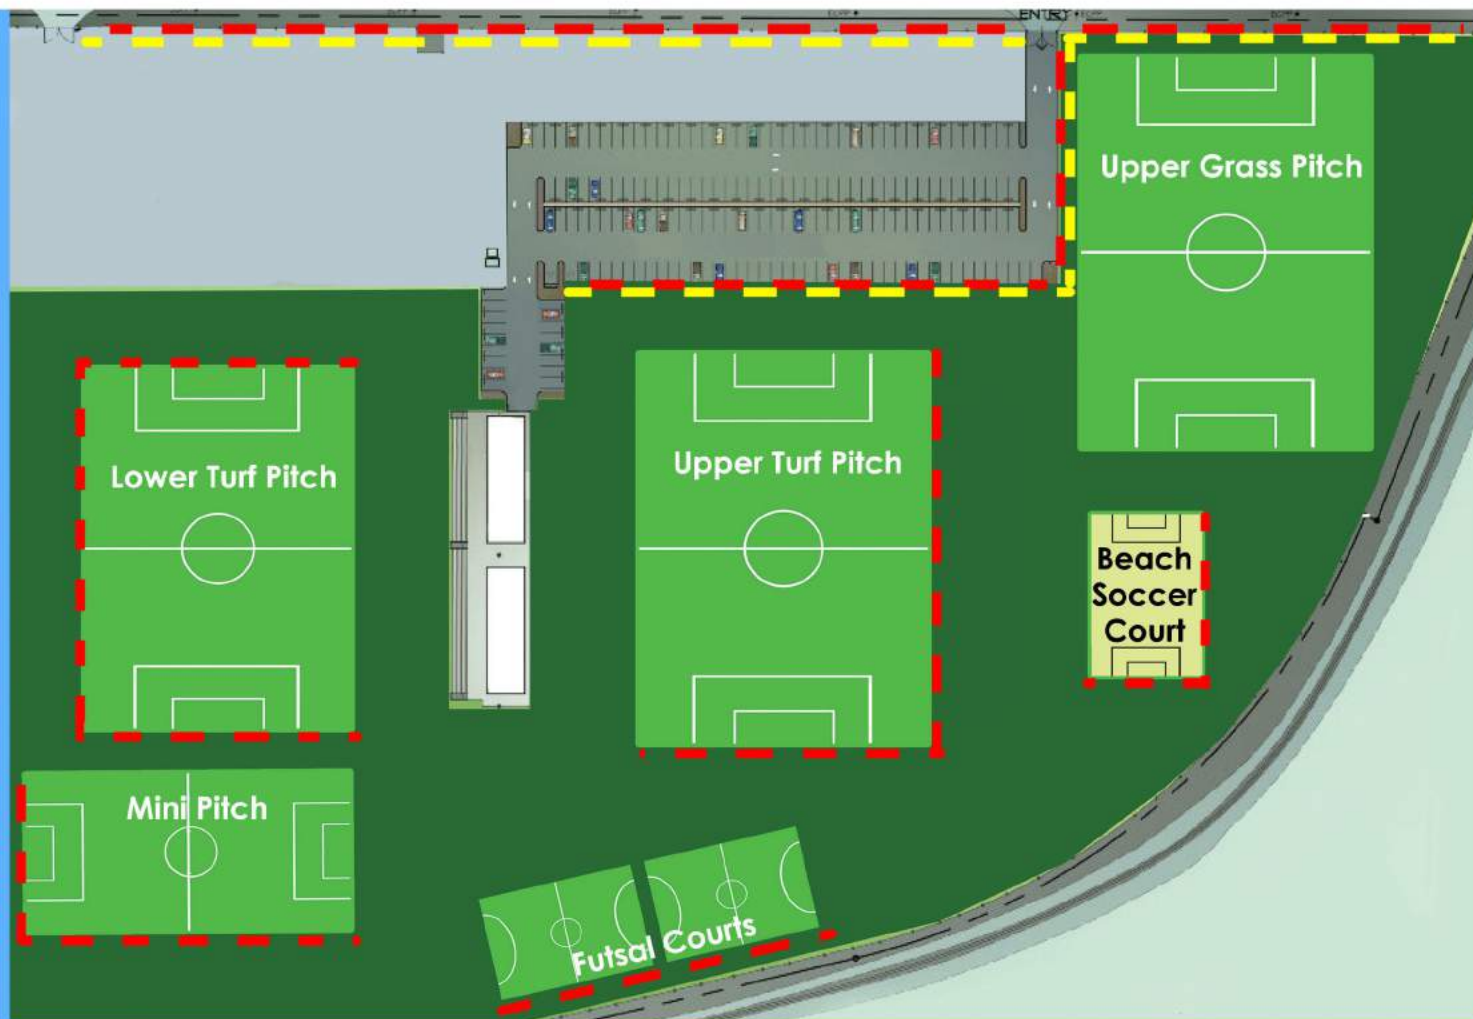 ENTRY
Upper Grass Pitch
Lower Turf Pitch
Upper Turf Pitch
Beach
Soccer
Court
Mini Pitch
Futsal Courts